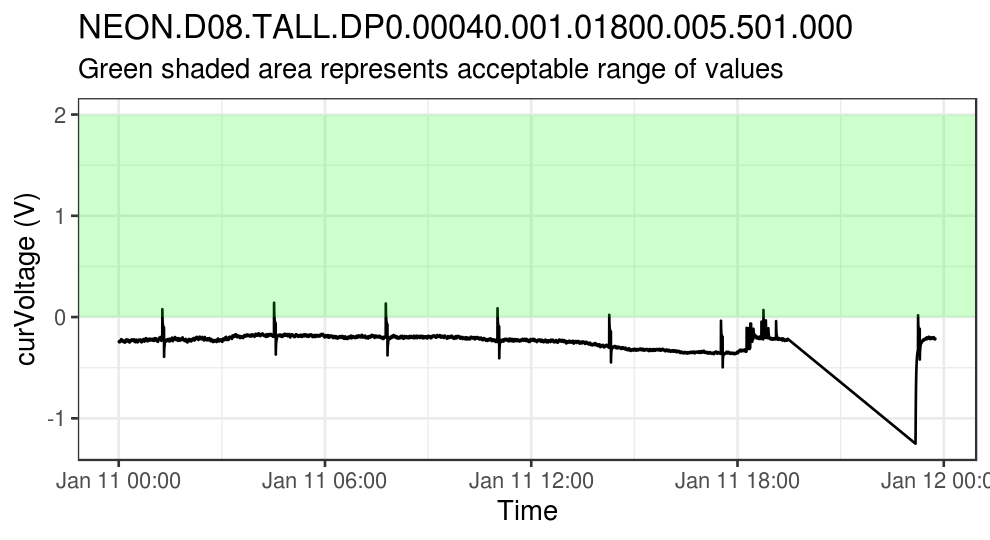 NEON.D08.TALL.DP0.00040.001.01800.005.501.000
Green shaded area represents acceptable range of values
2
1
0
-1
curVoltage (V)
Jan 11 00:00 Jan 11 06:00 Jan 11 12:00 Jan 11 18:00 Jan 12 00:0
Time